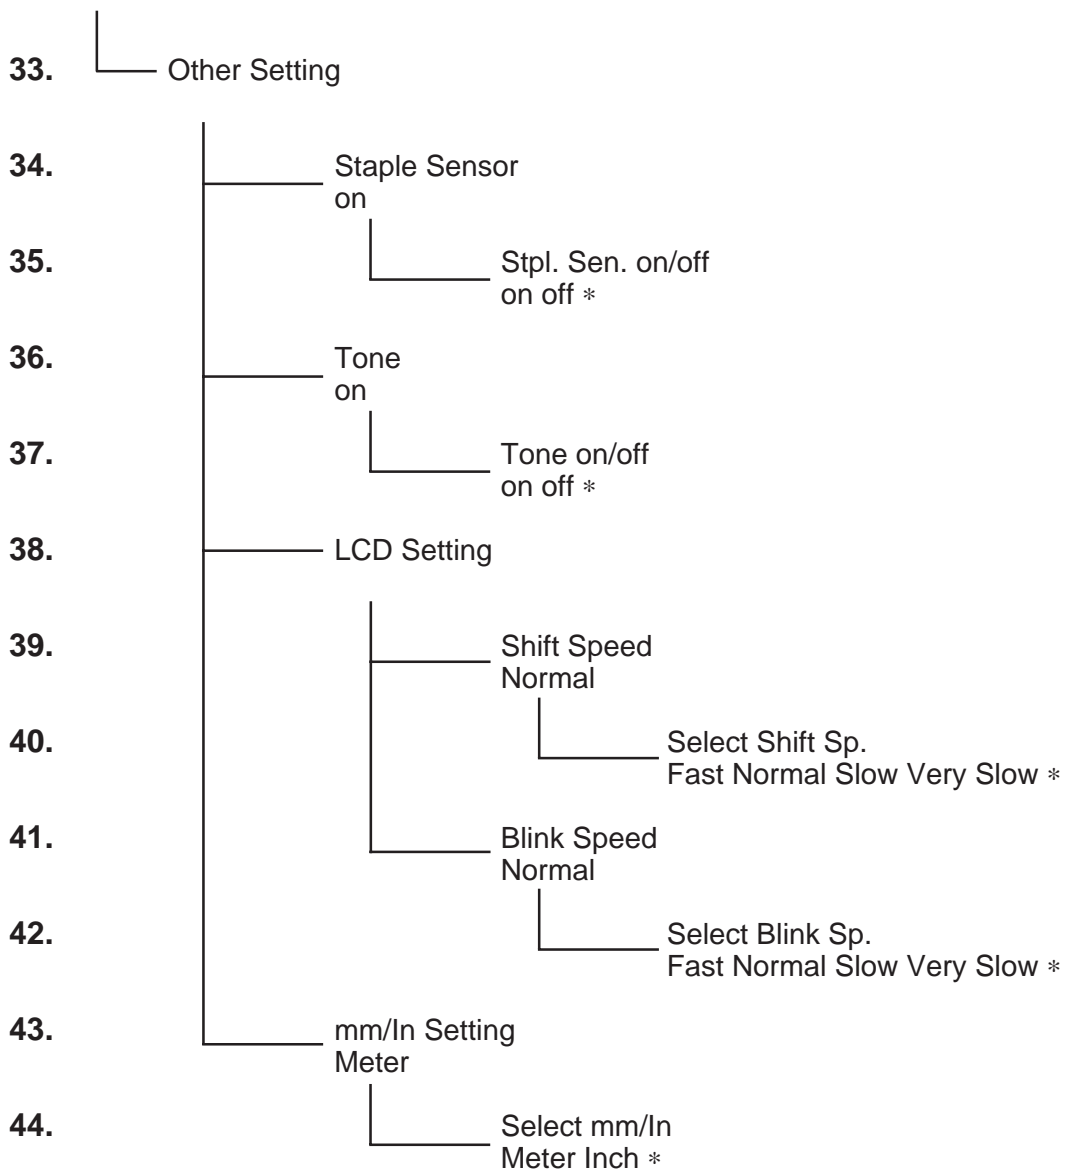 33. Other Setting
34. Staple Sensor
on
35. Stpl. Sen. on/off
on off *
36. Tone
on
37. Tone on/off
on off *
38. LCD Setting
39. Shift Speed
Normal
40. Select Shift Sp.
Fast Normal Slow Very Slow *
41. Blink Speed
Normal
42. Select Blink Sp.
Fast Normal Slow Very Slow *
43. mm/In Setting
Meter
44. Select mm/In
Meter Inch *